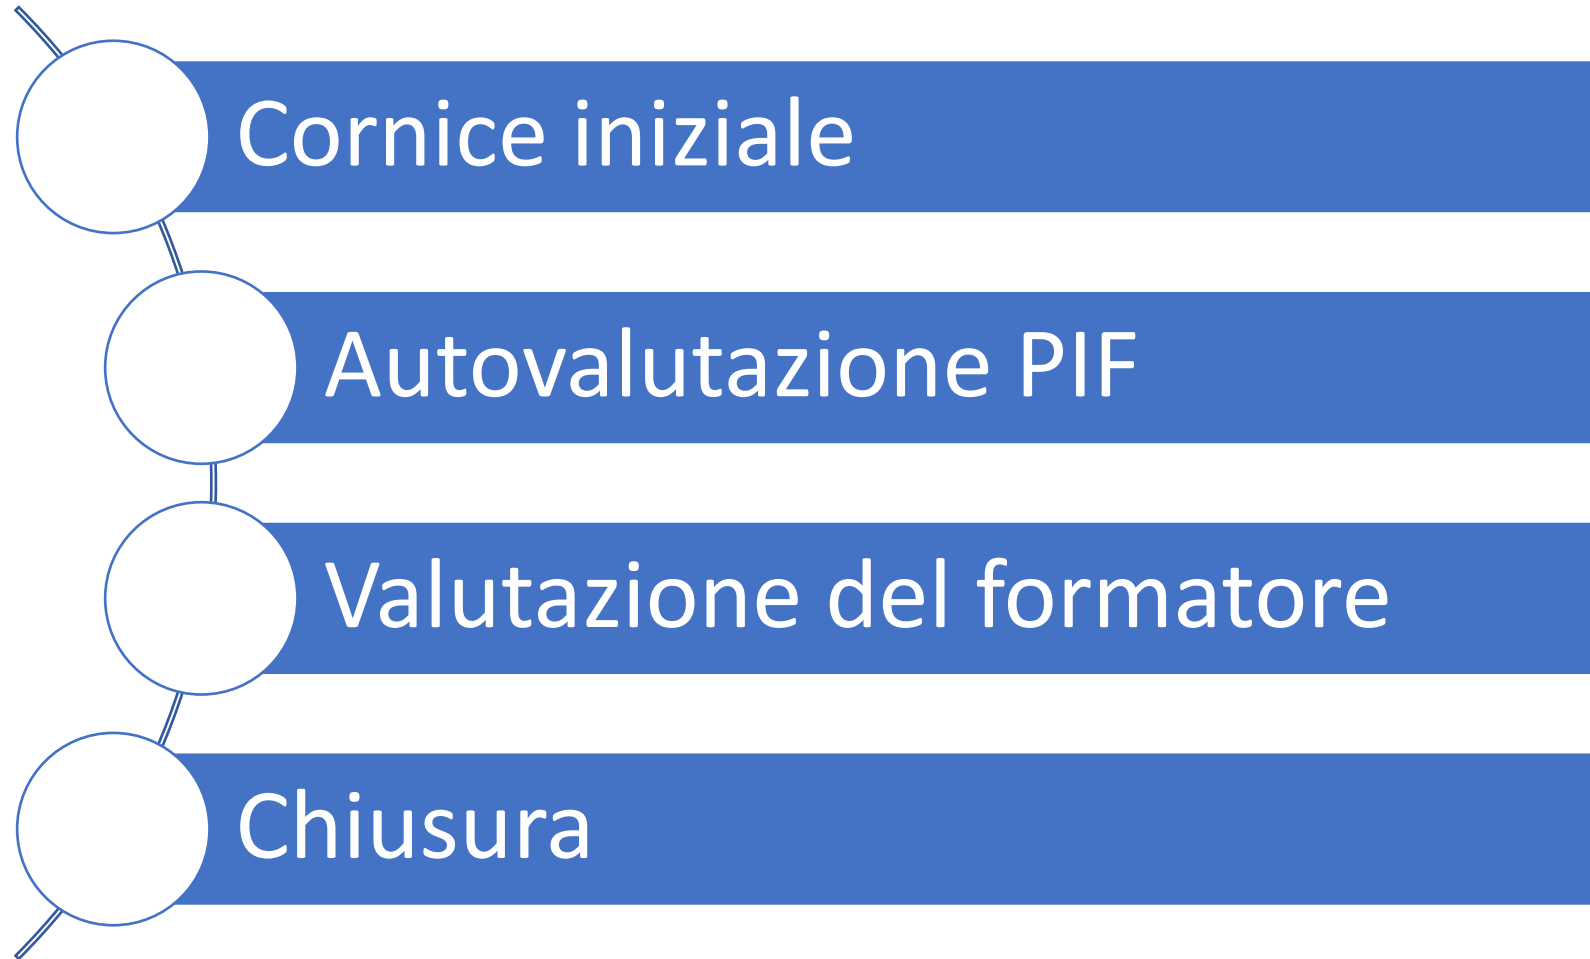 Cornice iniziale
Autovalutazione PIF
Valutazione del formatore
Chiusura